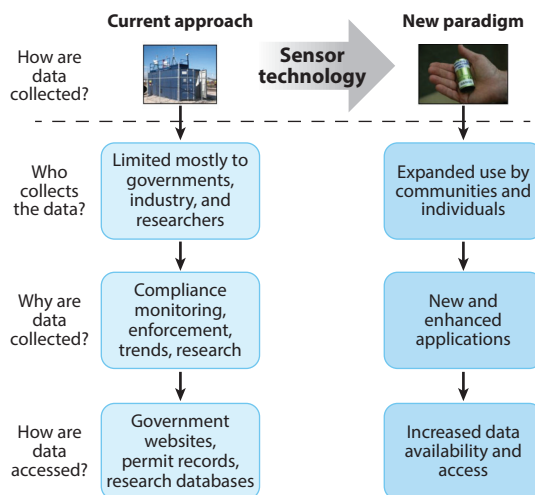 Current approach
New paradigm
How are
data
collected?
Sensor
technology
Who
collects
the data?
Limited mostly to
governments,
industry, and
researchers
Expanded use by
communities and
individuals
Why are
data
collected?
Compliance
monitoring,
enforcement,
trends, research
New and
enhanced
applications
How are
data
accessed?
Government
websites,
permit records,
research databases
Increased data
availability and
access